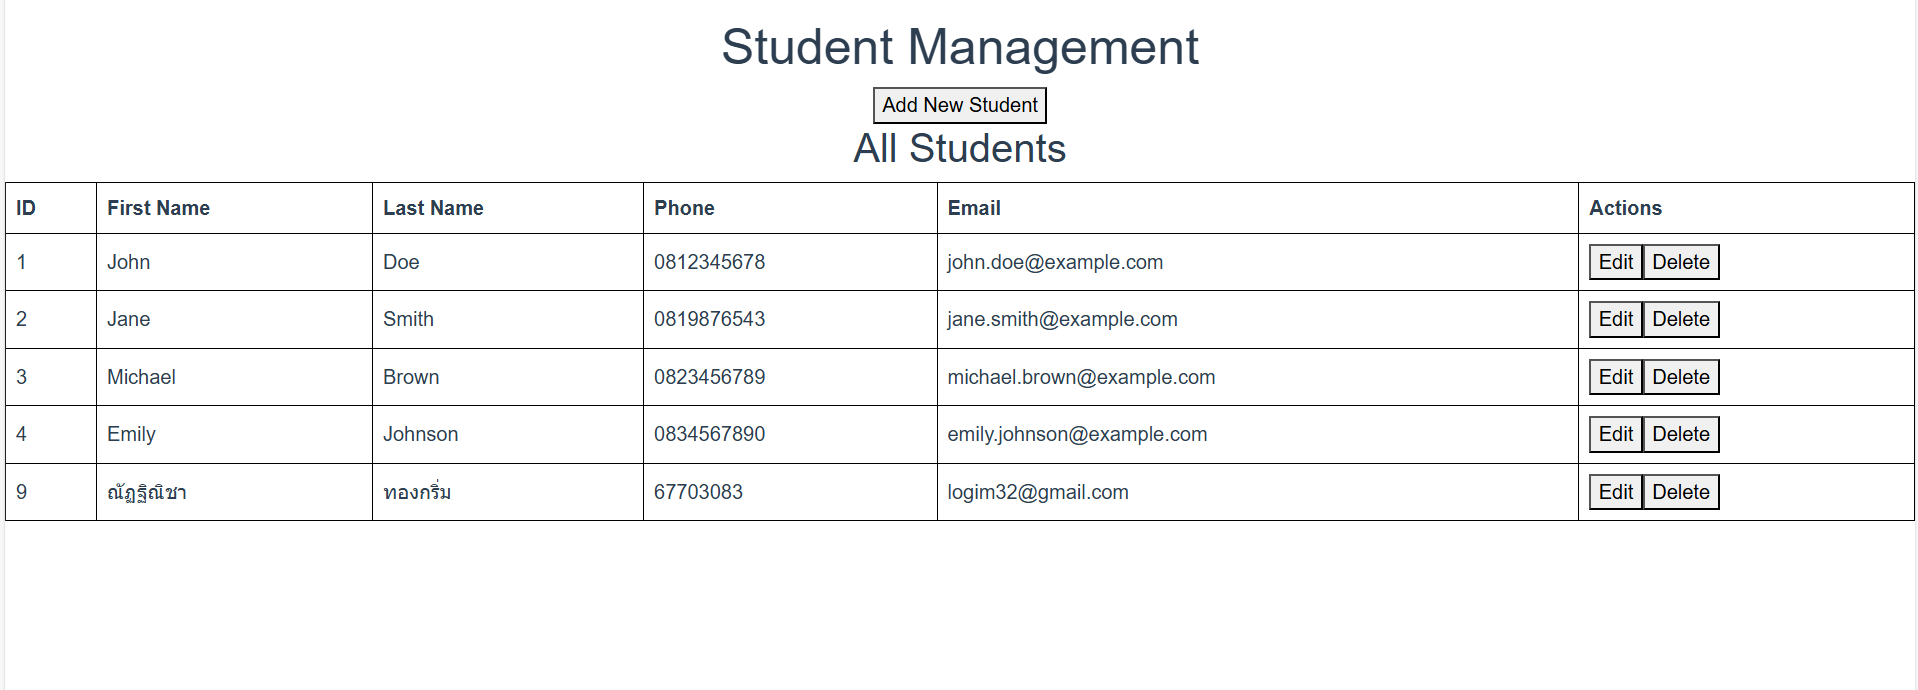 Student Management
Add New Student
All Students
ID First Name Last Name Phone Email Actions
1 John Doe 0812345678 john.doe@example.com Edit Delete
2 Jane Smith 0819876543 jane.smith@example.com Edit Delete
3 Michael Brown 0823456789 michael.brown@example.com Edit Delete
4 Emily Johnson 0834567890 emily.johnson@example.com Edit Delete
9 ณัฏฐิณิชา ทองกริ่ม 67703083 logim32@gmail.com Edit Delete